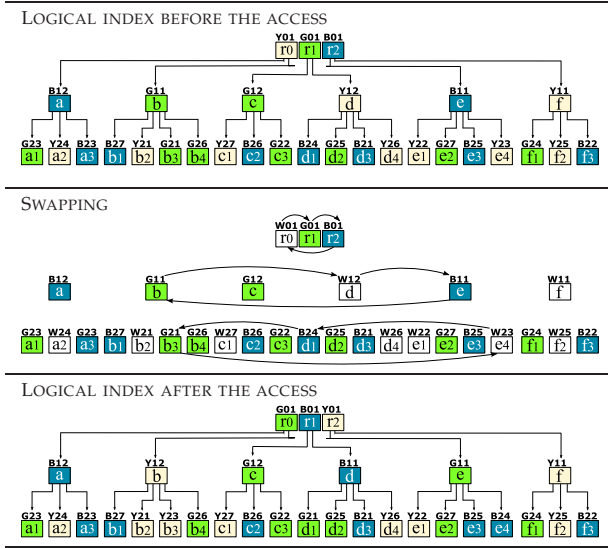 LOGICAL INDEX BEFORE THE ACCESS
Y01 G01 B01
r0 r1 r2
B12 G11 G12 Y12 B11 Y11
a b c d e f
G23 Y24 B23 B27 Y21 G21 G26 Y27 B26 G22 B24 G25 B21 Y26 Y22 G27 B25 Y23 G24 Y25 B22
a1 a2 a3 b1 b2 b3 b4 c1 c2 c3 d1 d2 d3 d4 e1 e2 e3 e4 f1 f2 f3
SWAPPING
W01 G01 B01
r0 r1 r2
B12 G11 G12 W12 B11 W11
a b c d e f
G23 W24 G23 B27 W21 G21 G26 W27 B26 G22 B24 G25 B21 W26 W22 G27 B25 W23 G24 W25 B22
a1 a2 a3 b1 b2 b3 b4 c1 c2 c3 d1 d2 d3 d4 e1 e2 e3 e4 f1 f2 f3
LOGICAL INDEX AFTER THE ACCESS
G01 B01 Y01
r0 r1 r2
B12 Y12 G12 B11 G11 Y11
a b c d e f
G23 Y24 B23 B27 Y21 Y23 G26 Y27 B26 G22 G21 G25 B21 Y26 Y22 G27 B25 B24 G24 Y25 B22
a1 a2 a3 b1 b2 b3 b4 c1 c2 c3 d1 d2 d3 d4 e1 e2 e3 e4 f1 f2 f3